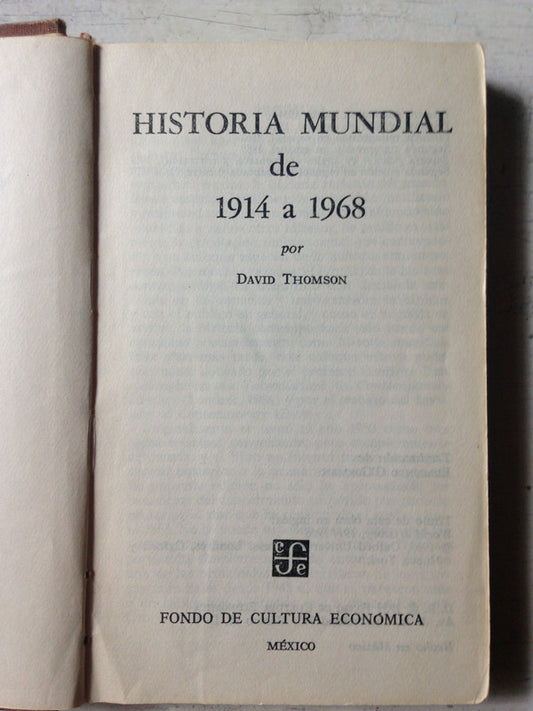 HISTORIA MUNDIAL
de
1914 a 1968
por
DAVID THOMSON
c f e
FONDO DE CULTURA ECONÓMICA
MÉXICO